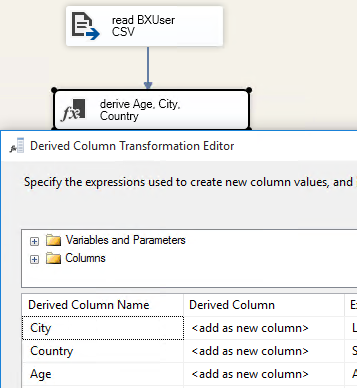 read BXUser
CSV
derive Age, City,
Country
Derived Column Transformation Editor
Specify the expressions used to create new column values, and
Variables and Parameters
Columns
Derived Column Name Derived Column E
City <add as new column> L
Country <add as new column> S
Age <add as new column> A